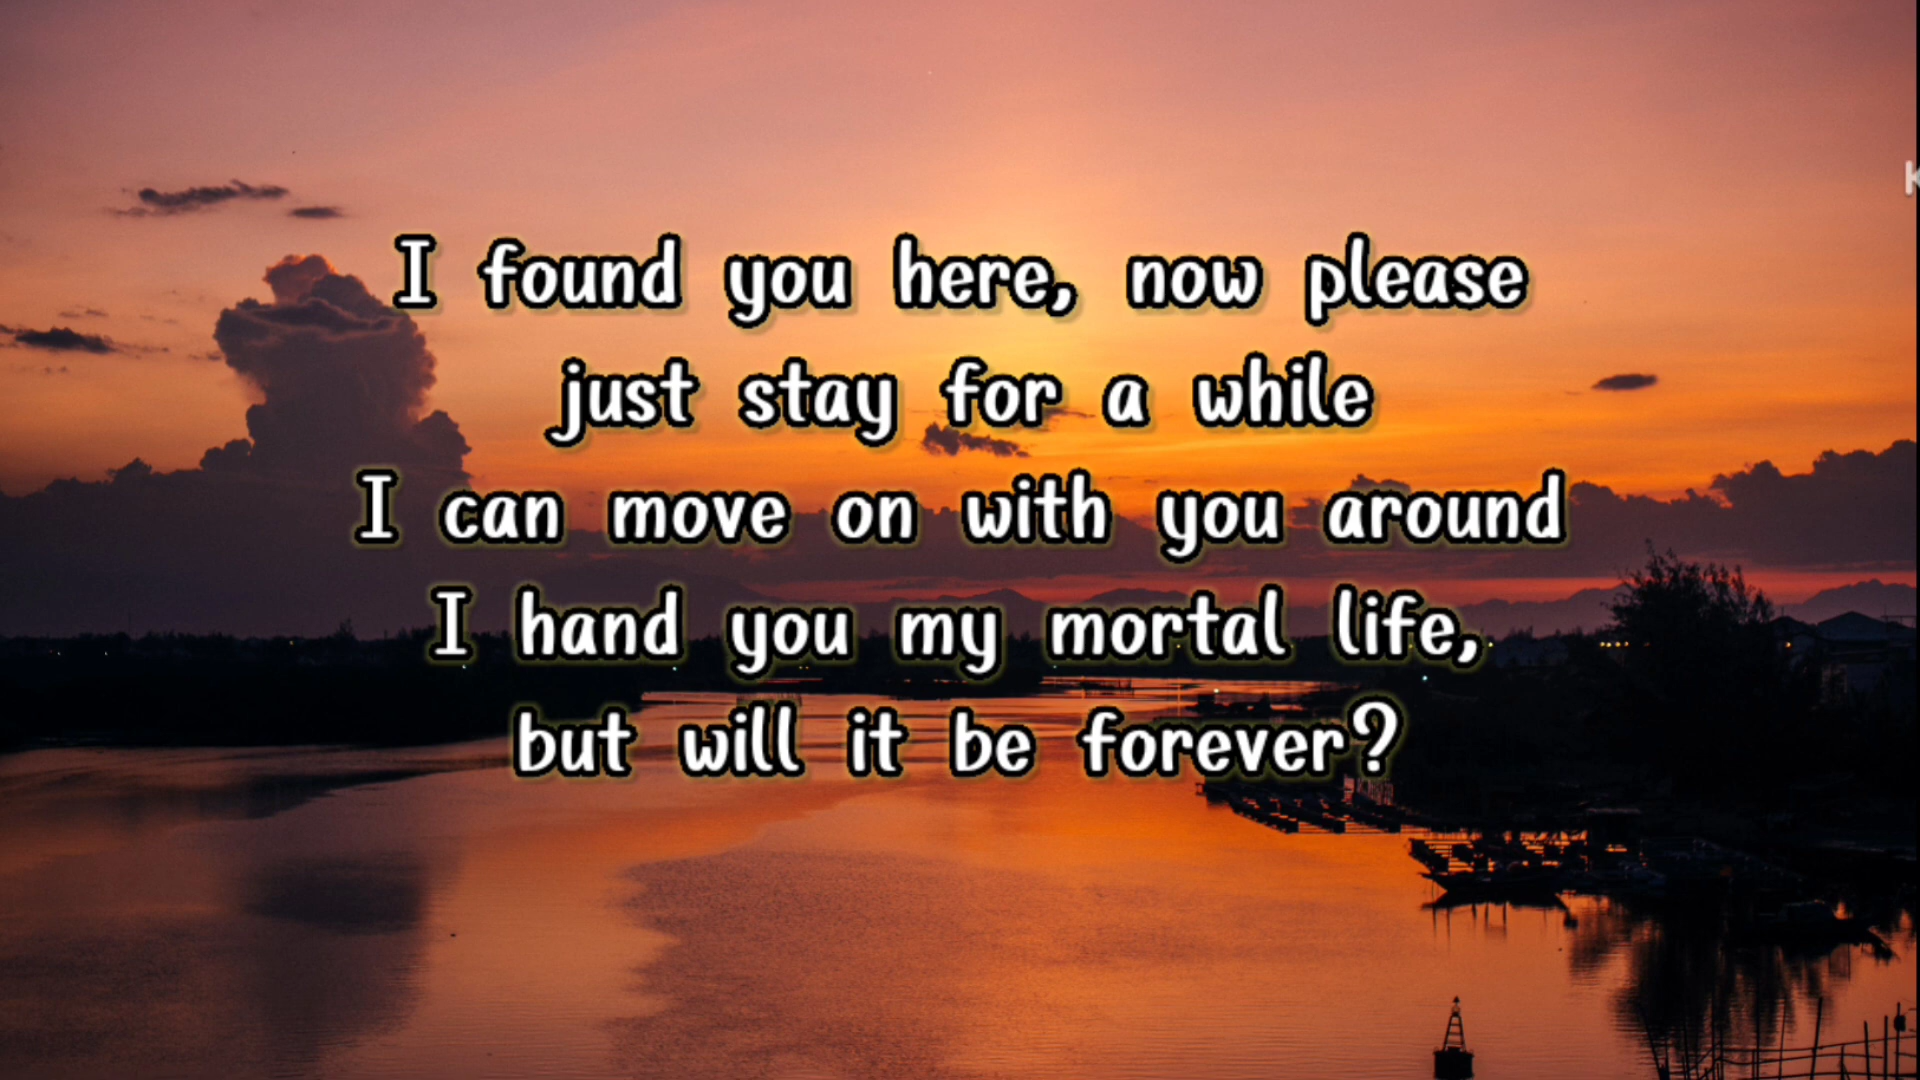 I found you here, now please
just stay for a while
I can move on with you around
I hand you my mortal life,
but will it be forever?